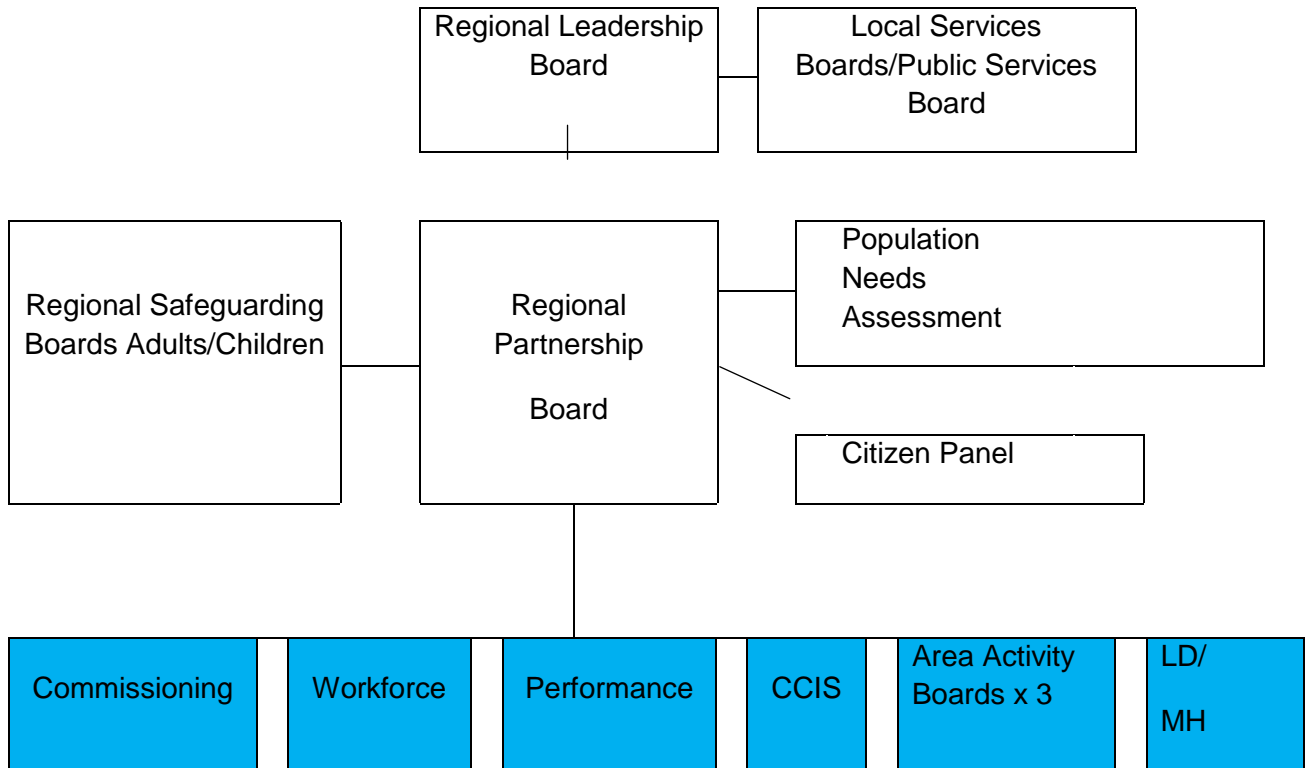 Regional Leadership
Board
Local Services
Boards/Public Services
Board
Regional Safeguarding
Boards Adults/Children
Regional
Partnership
Board
Population
Needs
Assessment
Citizen Panel
Commissioning
Workforce
Performance
CCIS
Area Activity
Boards x 3
LD/
MH